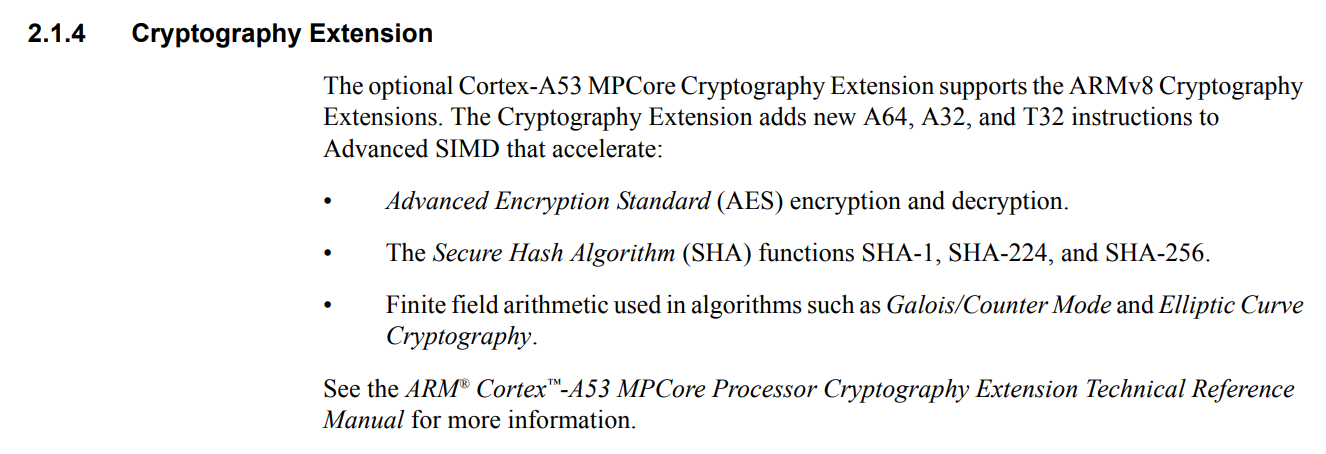 2.1.4 Cryptography Extension
The optional Cortex-A53 MPCore Cryptography Extension supports the ARMv8 Cryptography
Extensions. The Cryptography Extension adds new A64, A32, and T32 instructions to
Advanced SIMD that accelerate:
• Advanced Encryption Standard (AES) encryption and decryption.
• The Secure Hash Algorithm (SHA) functions SHA-1, SHA-224, and SHA-256.
• Finite field arithmetic used in algorithms such as Galois/Counter Mode and Elliptic Curve
Cryptography.
See the ARM® Cortex™-A53 MPCore Processor Cryptography Extension Technical Reference
Manual for more information.